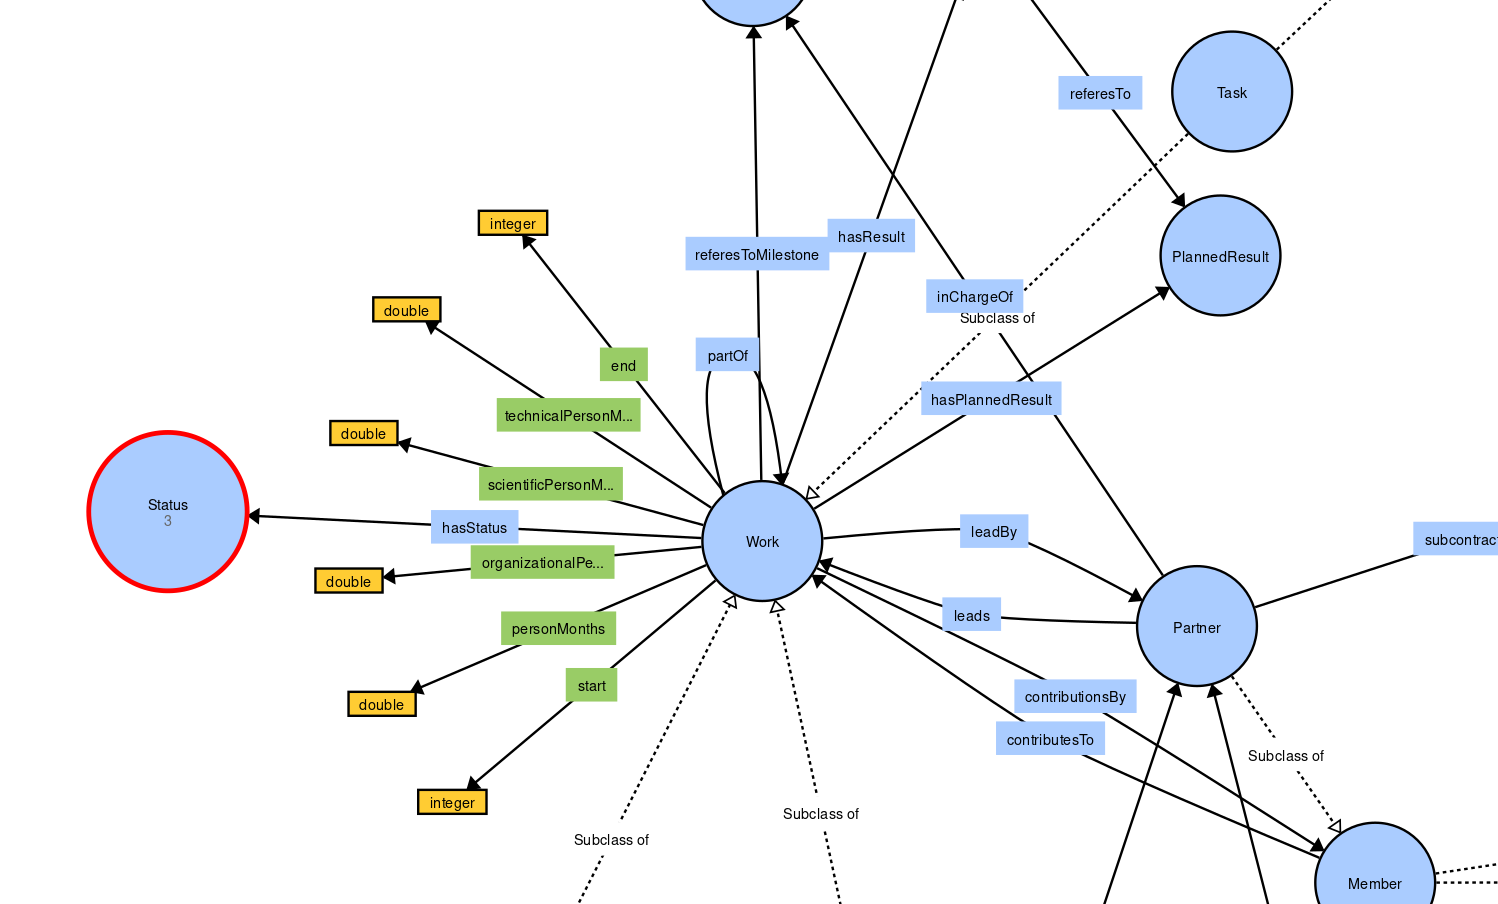 referesTo
Task
integer
referesToMilestone
hasResult
PlannedResult
inChargeOf
Subclass of
double
end
partOf
technicalPersonM...
hasPlannedResult
double
scientificPersonM...
Status
3
hasStatus
Work
leadBy
subcontrac
organizationalPe...
double
personMonths
leads
Partner
start
double
contributionsBy
contributesTo
Subclass of
integer
Subclass of
Subclass of
Member